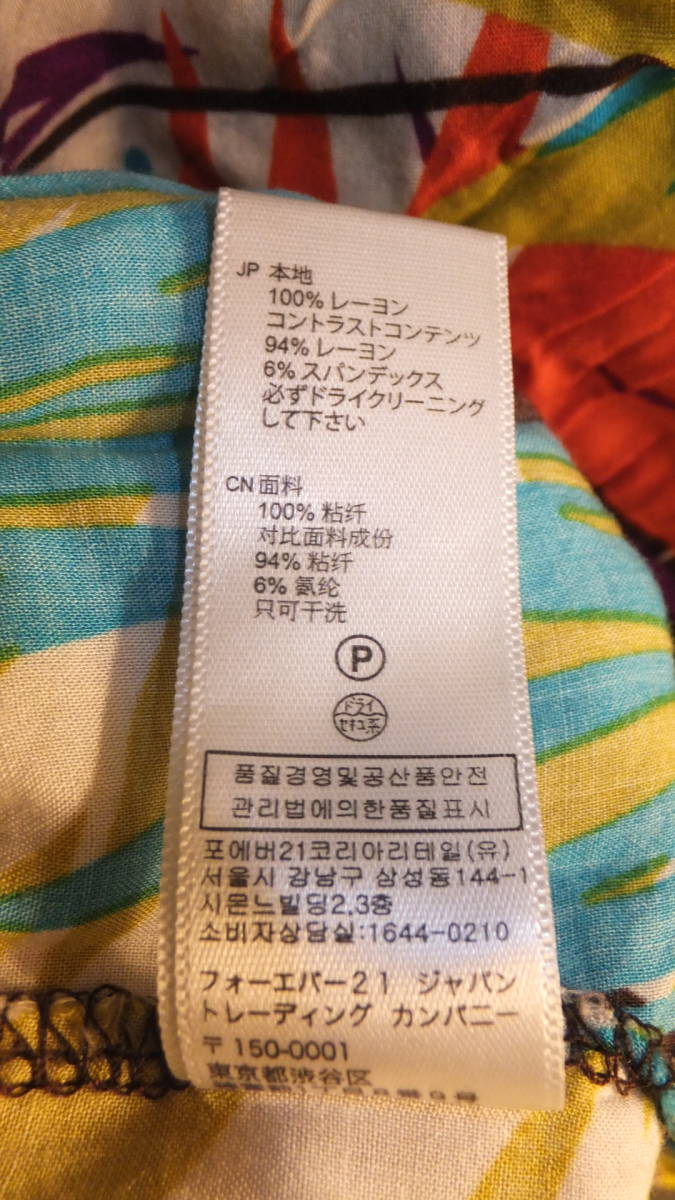 JP 本地
100% レーヨン
コントラストコンテンツ
94% レーヨン
6% スパンデックス
必ずドライクリーニング
して下さい
CN 面料
100% 粘纤
对比面料成份
94% 粘纤
6% 氨纶
只可干洗
P
ドライ
セキユ系
품질경영및공산품안전
관리법에의한품질표시
포에버21코리아리테일(유)
서울시 강남구 삼성동144-1
시몬느빌딩2,3층
소비자상담실:1644-0210
フォーエバー21 ジャパン
トレーディング カンパニー
〒150-0001
東京都渋谷区